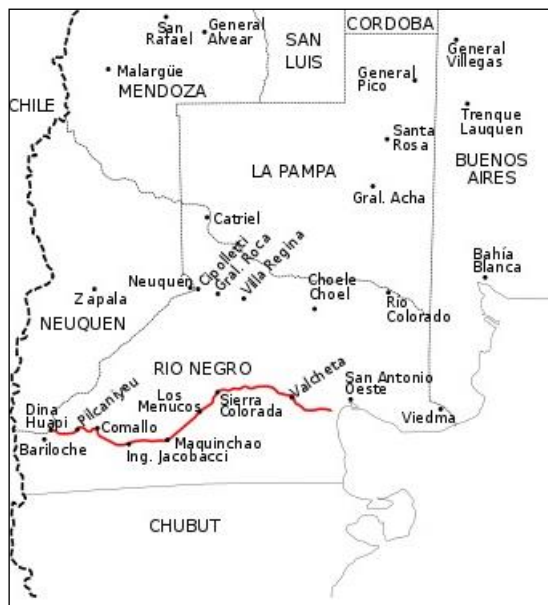 CORDOBA
San
Rafael
General
Alvear
SAN
LUIS
General
Villegas
Malargüe
MENDOZA
General
Pico
CHILE
Trenque
Lauquen
Santa
Rosa
BUENOS
AIRES
LA PAMPA
Gral. Acha
Catriel
Neuquén
Cipolletti
Gral. Roca
Villa Regina
Choele
Choel
Bahía
Blanca
Zapala
Río
Colorado
NEUQUEN
RIO NEGRO
Dina
Huapi
Pilcaniyeu
Los
Menucos
Sierra
Colorada
Valcheta
San Antonio
Oeste
Viedma
Comallo
Bariloche
Maquinchao
Ing. Jacobacci
CHUBUT